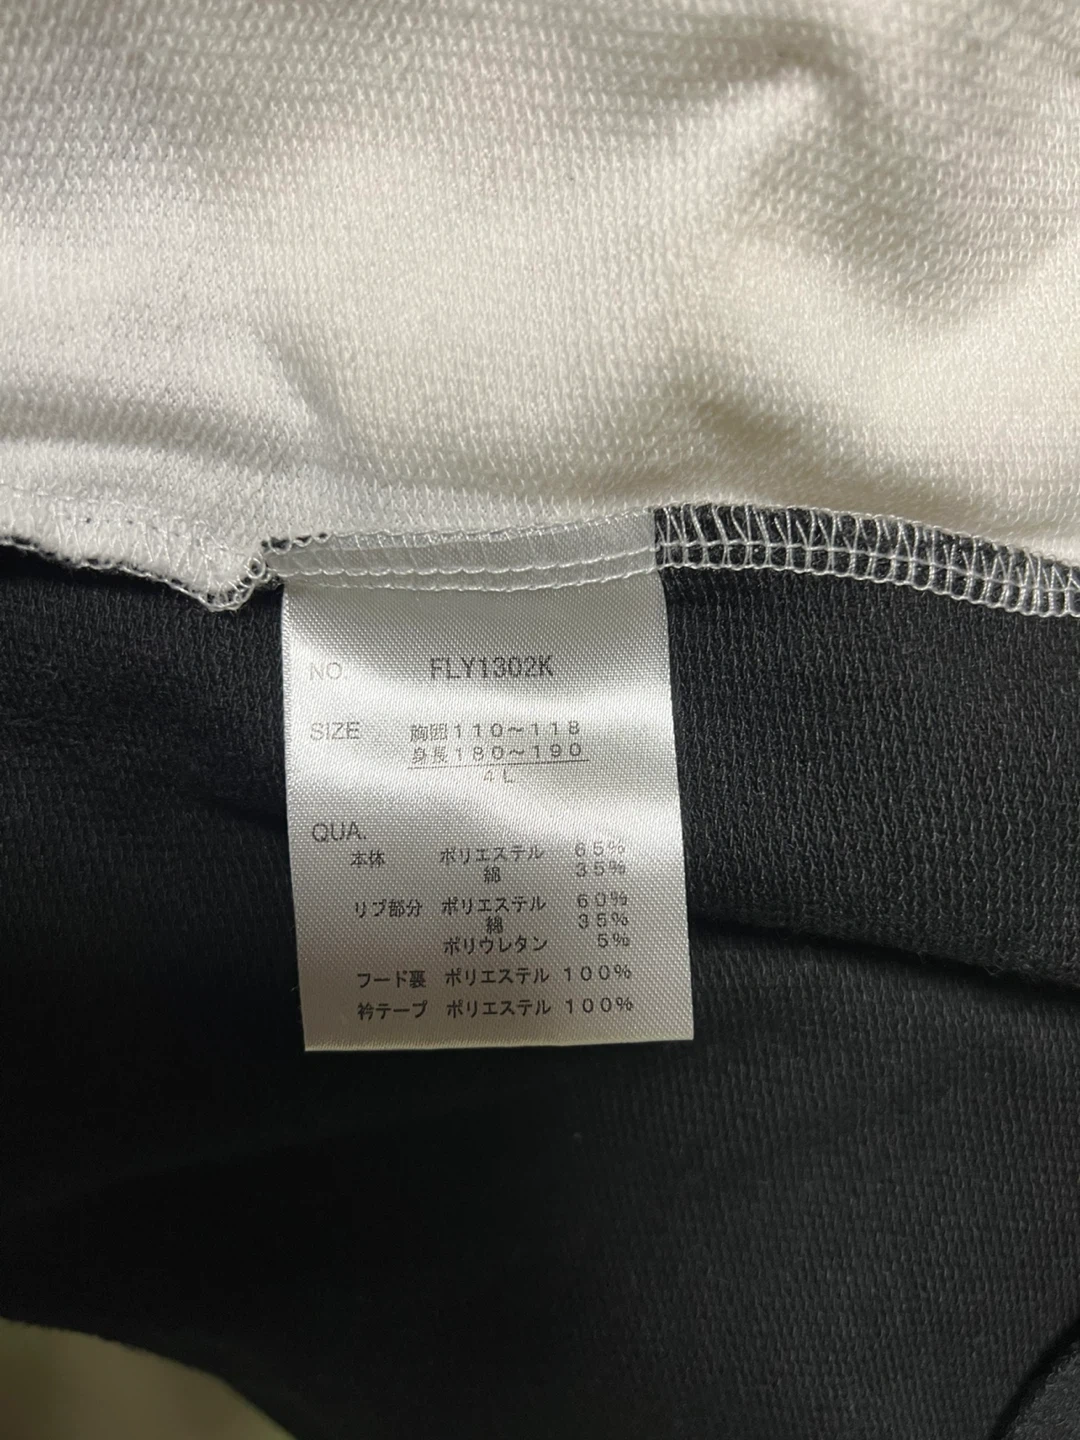 NO. FLY1302K
SIZE 胸囲110～118
身長180～190
4L
QUA.
本体 ポリエステル 65%
綿 35%
リブ部分 ポリエステル 60%
綿 35%
ポリウレタン 5%
フード裏 ポリエステル 100%
衿テープ ポリエステル 100%